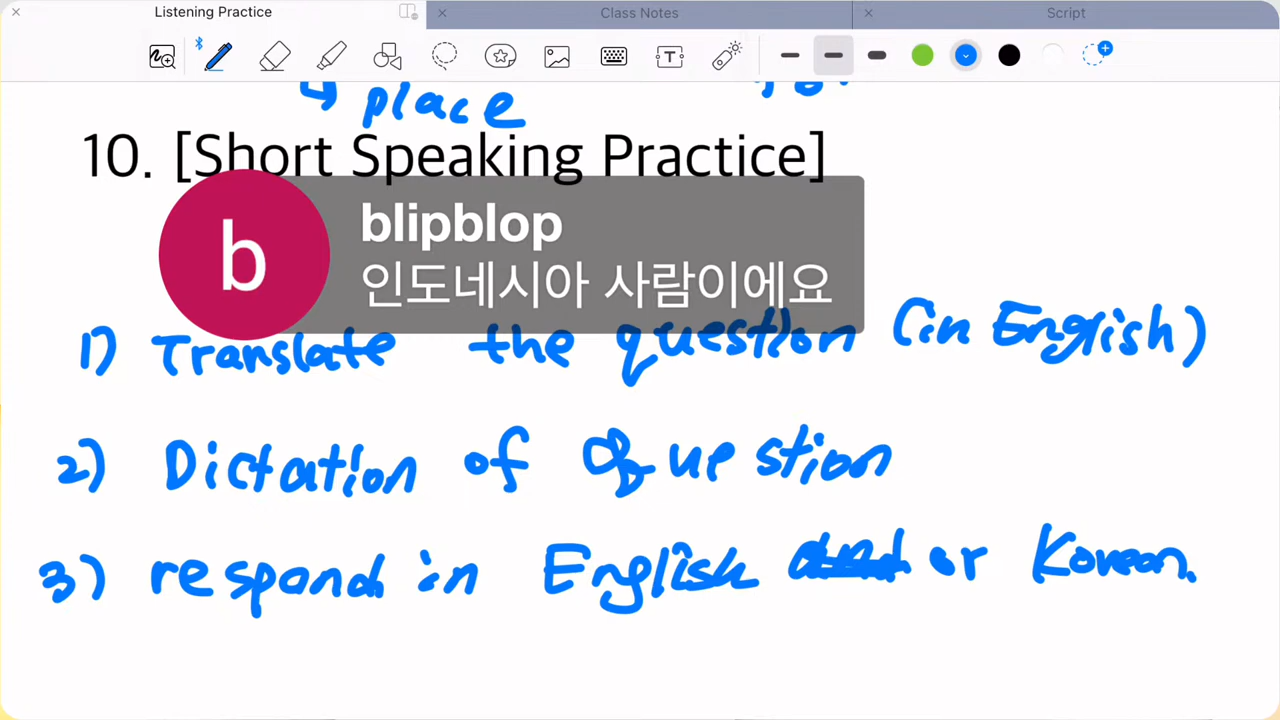 Listening Practice
Class Notes
Script
place
10. [Short Speaking Practice]
b
blipblop
인도네시아 사람이에요
1) Translate the question (in English)
2) Dictation of question
3) respond in English and or Korean.